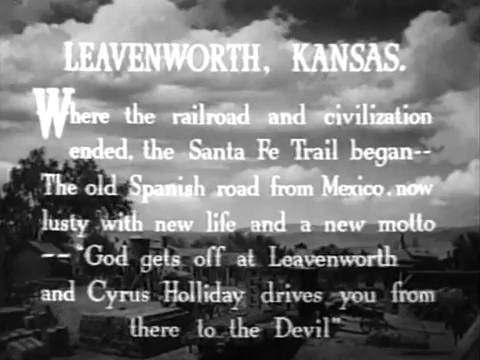 LEAVENWORTH, KANSAS.
Where the railroad and civilization
ended, the Santa Fe Trail began--
The old Spanish road from Mexico, now
lusty with new life and a new motto
-- "God gets off at Leavenworth
and Cyrus Holliday drives you from
there to the Devil"